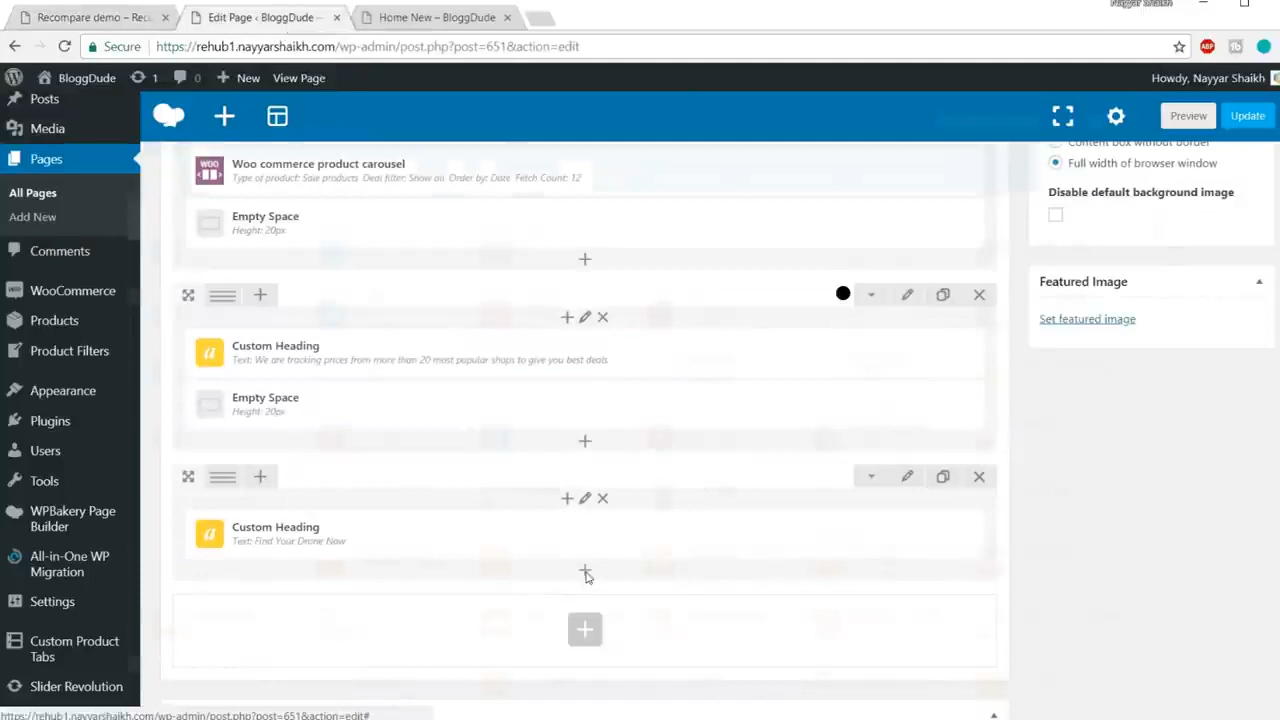 Nayyar Shaikh
Recompare demo – Reco
Edit Page ‹ BloggDude —
Home New – BloggDude
Secure
https://rehub1.nayyarshaikh.com/wp-admin/post.php?post=651&action=edit
ABP
BloggDude
1
0
New
View Page
Howdy, Nayyar Shaikh
Posts
Media
Pages
All Pages
Add New
Comments
WooCommerce
Products
Product Filters
Appearance
Plugins
Users
Tools
WPBakery Page
Builder
All-in-One WP
Migration
Settings
Custom Product
Tabs
Slider Revolution
Preview
Update
WOO
Woo commerce product carousel
Type of product: Sale products Deal filter: Show all Order by: Date Fetch Count: 12
Empty Space
Height: 20px
a
Custom Heading
Text: We are tracking prices from more than 20 most popular shops to give you best deals
Empty Space
Height: 20px
a
Custom Heading
Text: Find Your Drone Now
Content box without border
Full width of browser window
Disable default background image
Featured Image
Set featured image
https://rehub1.nayyarshaikh.com/wp-admin/post.php?post=651&action=edit#